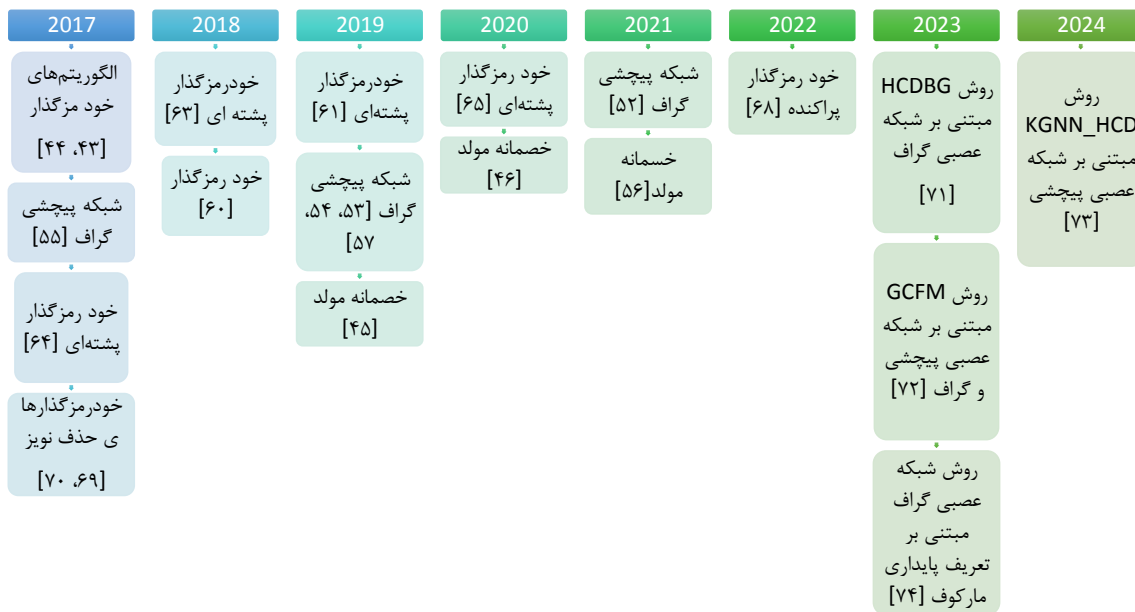 2017
الگوریتم‌های
خود مزگذار
[۴۳، ۴۴]
شبکه پیچشی
گراف [۵۵]
خود رمزگذار
پشته‌ای [۶۴]
خودرمزگذارها
ی حذف نویز
[۶۹، ۷۰]
2018
خودرمزگذار
پشته ای [۶۳]
خود رمزگذار
[۶۰]
2019
خودرمزگذار
پشته‌ای [۶۱]
شبکه پیچشی
گراف [۵۳، ۵۴،
۵۷]
خصمانه مولد
[۴۵]
2020
خود رمزگذار
پشته‌ای [۶۵]
خصمانه مولد
[۴۶]
2021
شبکه پیچشی
گراف [۵۲]
خسمانه
مولد[۵۶]
2022
خود رمزگذار
پراکنده [۶۸]
2023
روش HCDBG
مبتنی بر شبکه
عصبی گراف
[۷۱]
روش GCFM
مبتنی بر شبکه
عصبی پیچشی
و گراف [۷۲]
روش شبکه
عصبی گراف
مبتنی بر
تعریف پایداری
مارکوف [۷۴]
2024
روش
KGNN_HCD
مبتنی بر شبکه
عصبی پیچشی
[۷۳]